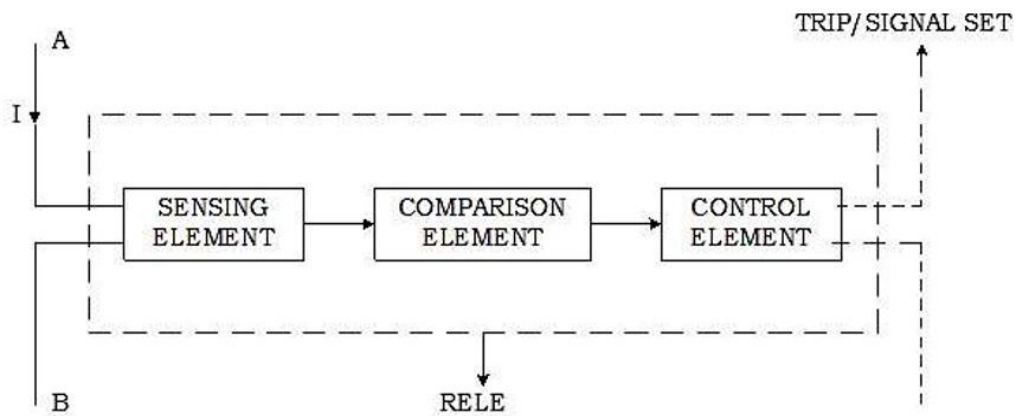 TRIP/SIGNAL SET
A
I
SENSING
ELEMENT
COMPARISON
ELEMENT
CONTROL
ELEMENT
B
RELE